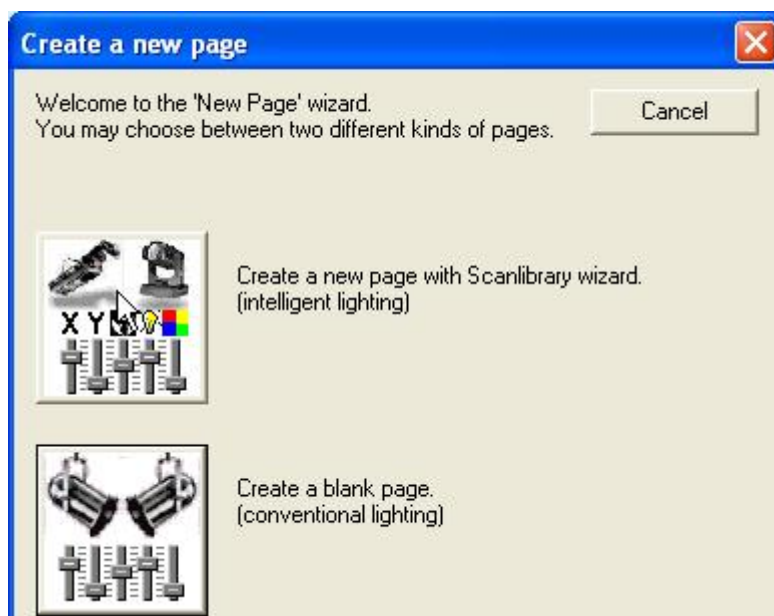 Create a new page
Welcome to the 'New Page' wizard.
You may choose between two different kinds of pages.
Cancel
Create a new page with Scanlibrary wizard.
(intelligent lighting)
X Y
Create a blank page.
(conventional lighting)